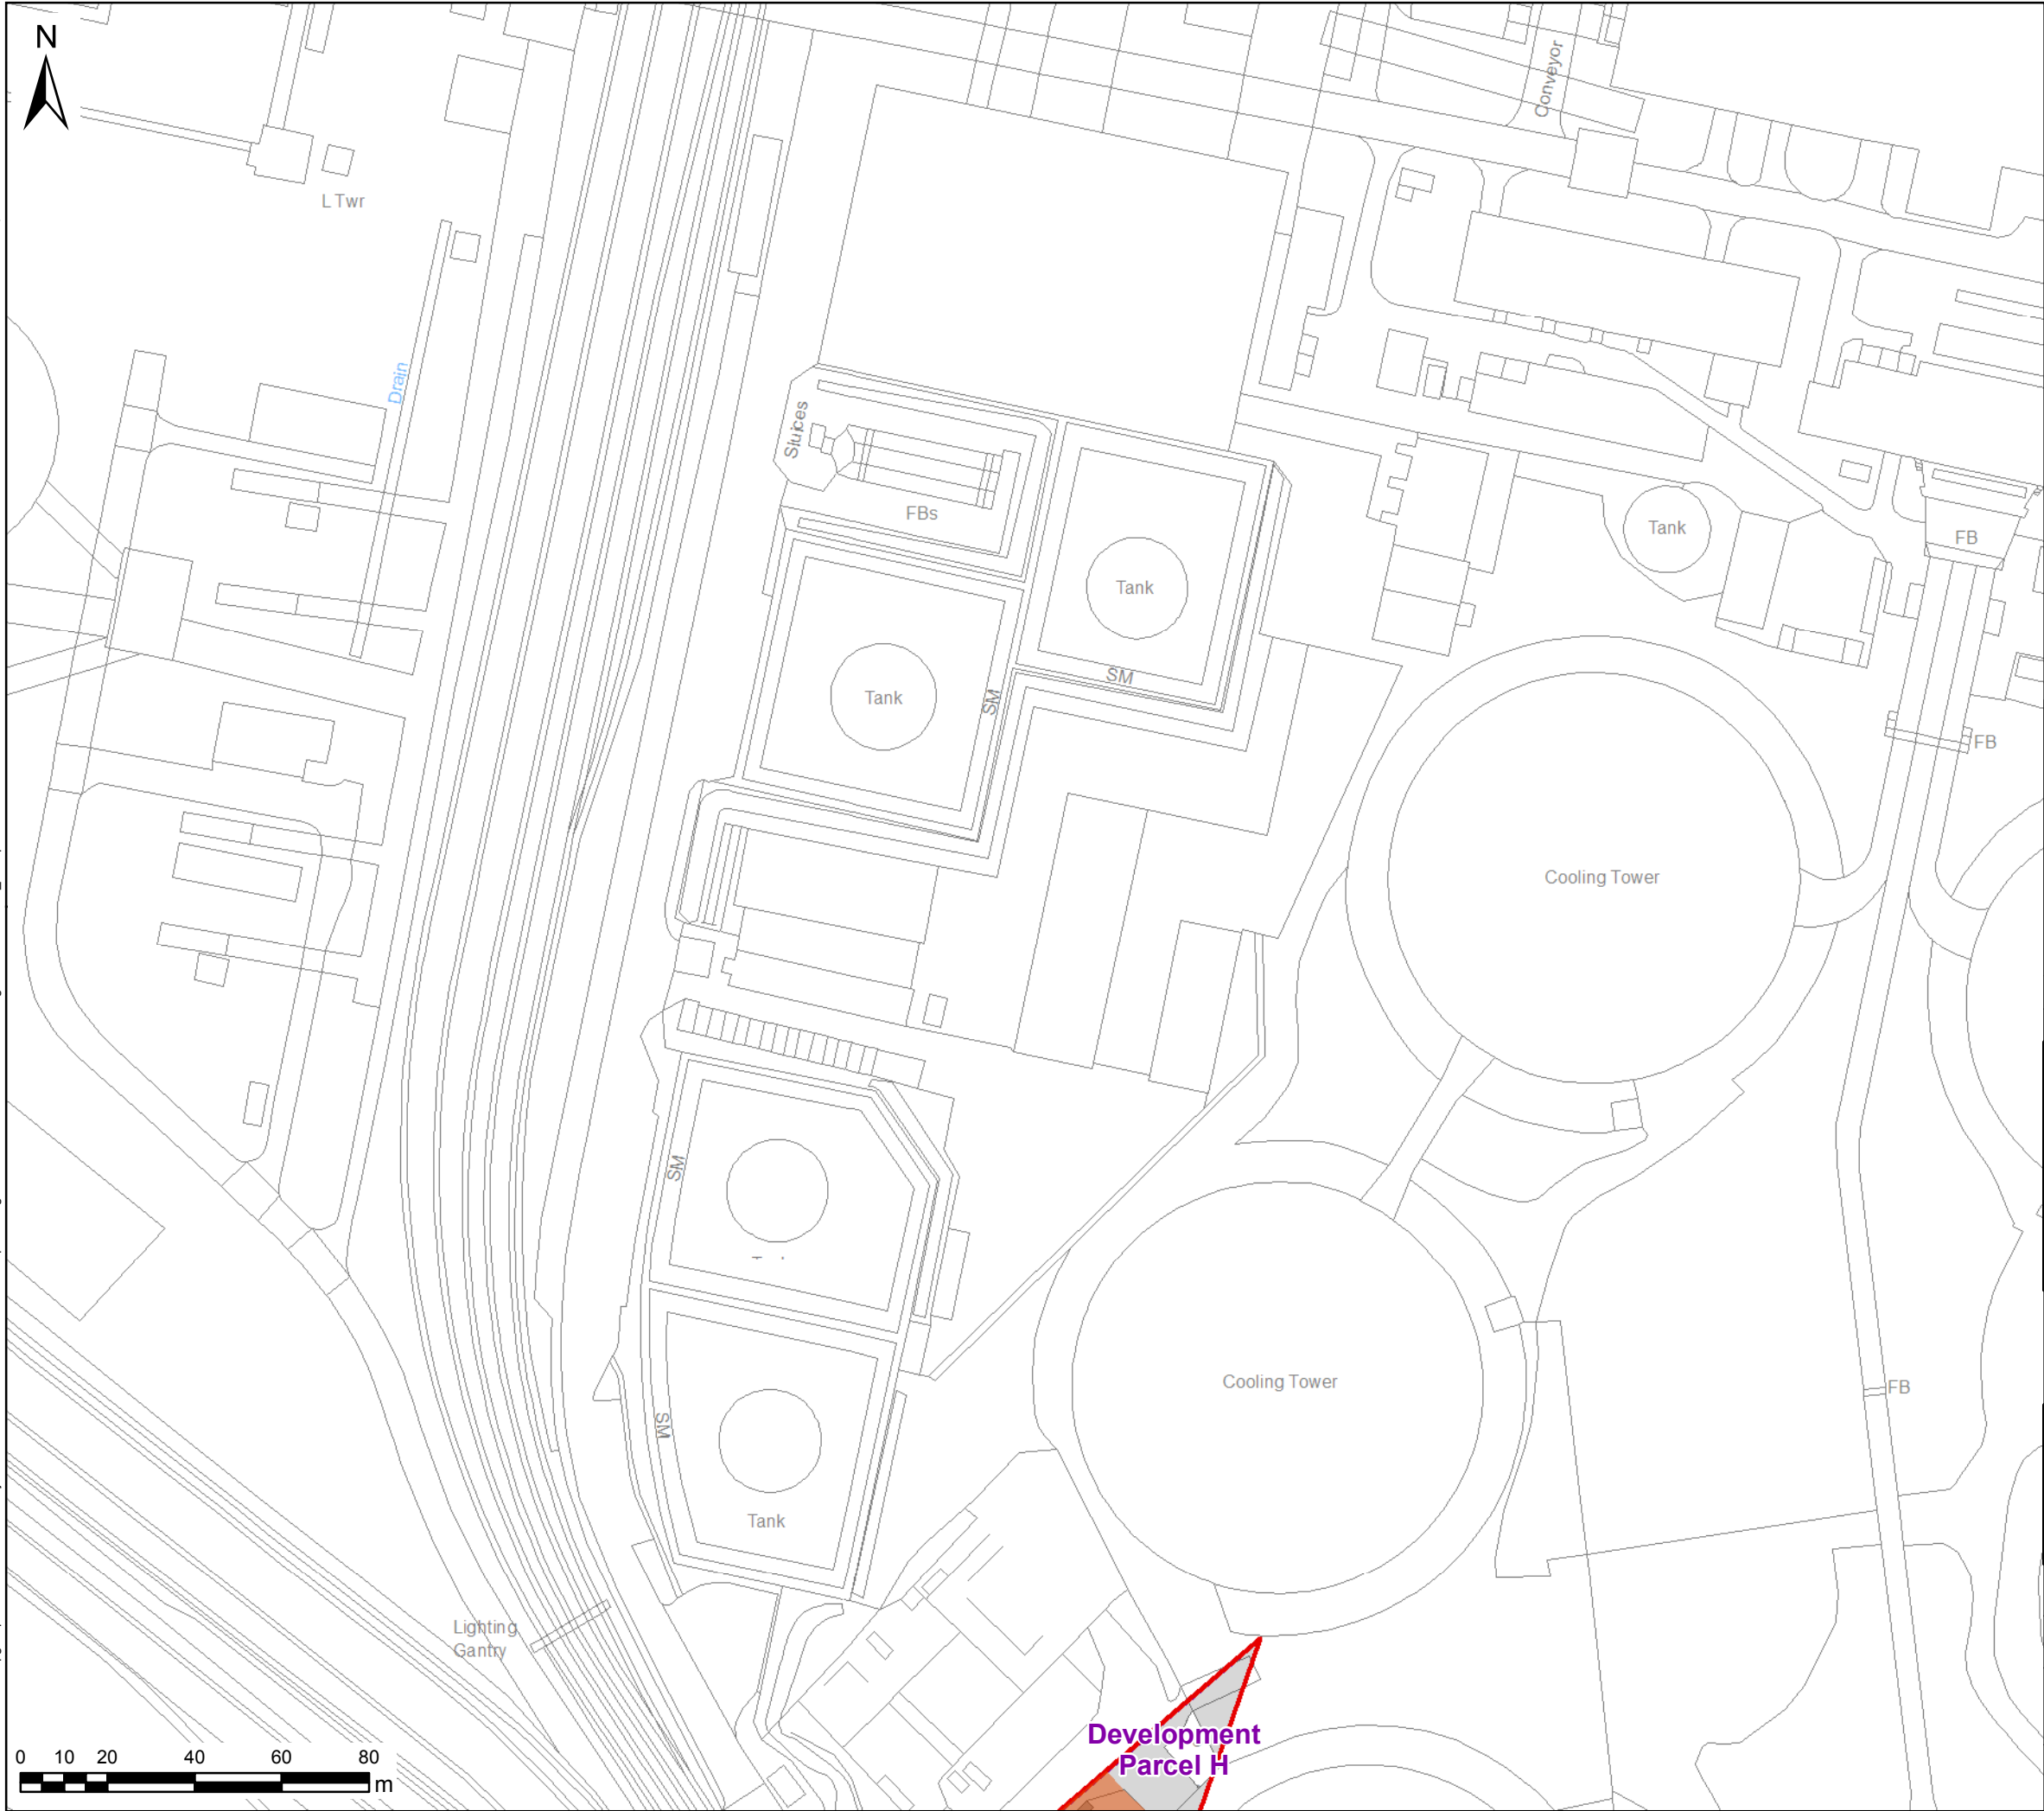 N
Conveyor
L Twr
Drain
Sluices
FBs
Tank
FB
Tank
SM
Tank
SM
FB
Cooling Tower
SM
Cooling Tower
FB
SM
Tank
Lighting
Gantry
Development
Parcel H
0 10 20 40 60 80
m